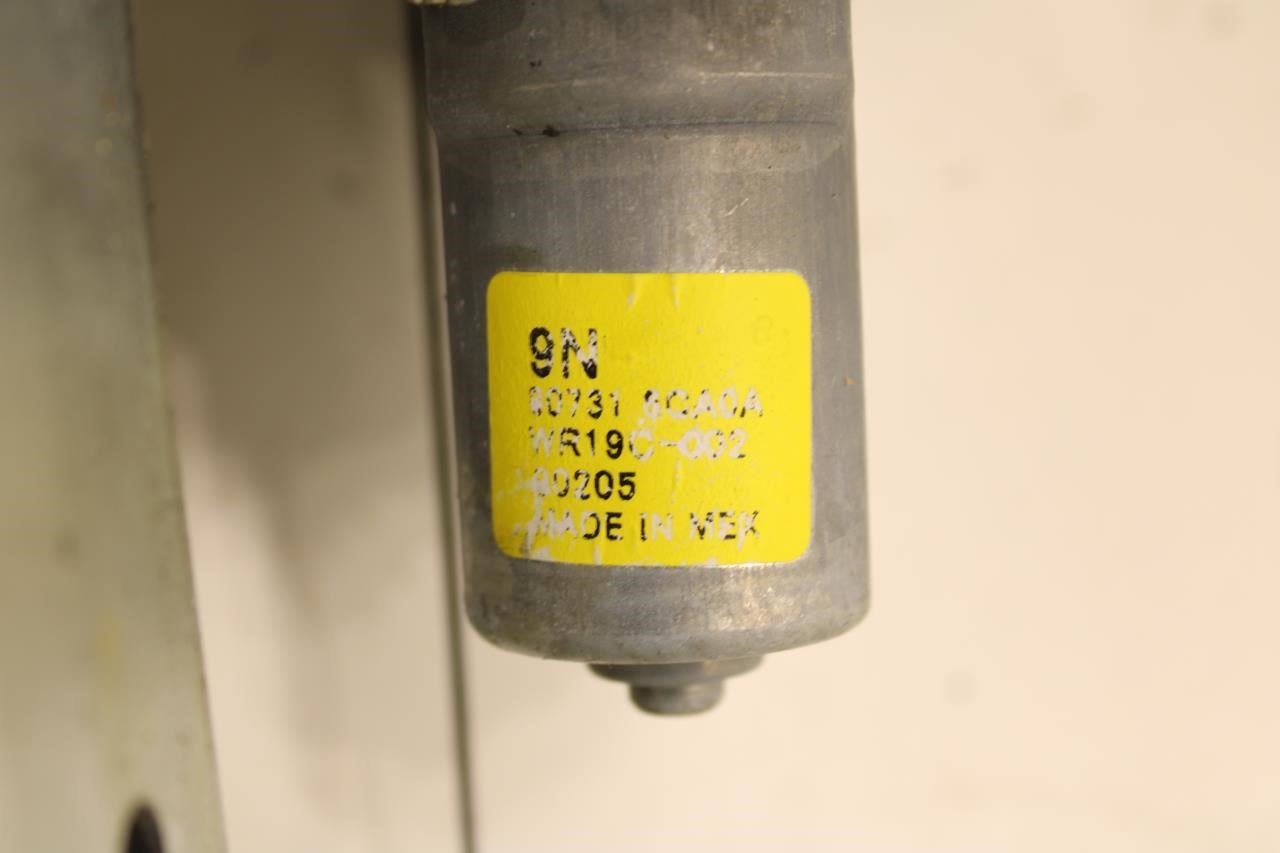 9N
80731 6CA0A
WR19C-002
00205
MADE IN MEX